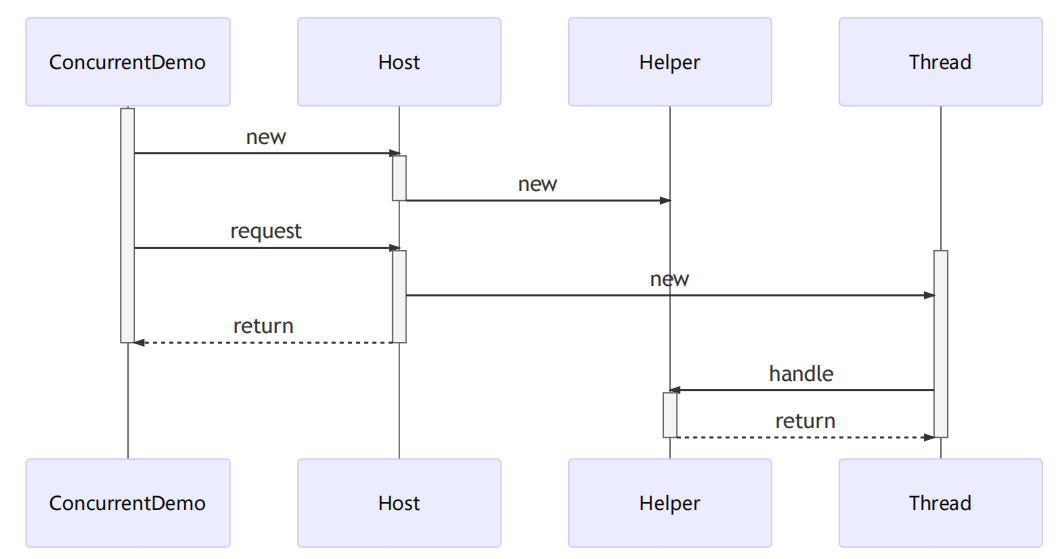 ConcurrentDemo
Host
Helper
Thread
new
new
request
new
return
handle
return
ConcurrentDemo
Host
Helper
Thread